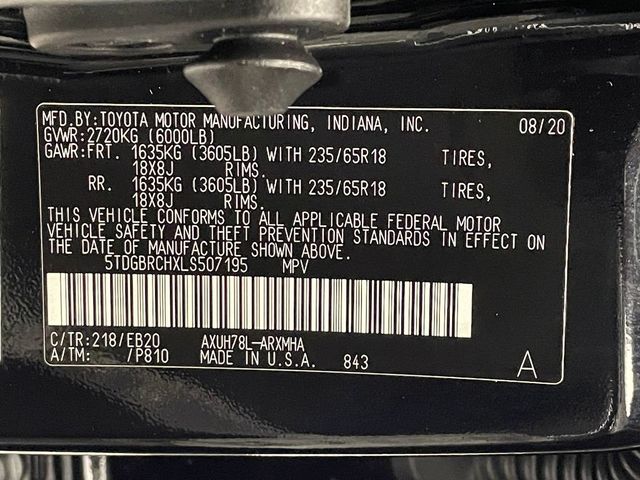 MFD.BY:TOYOTA MOTOR MANUFACTURING, INDIANA, INC. 08/20
GVWR:2720KG (6000LB)
GAWR:FRT. 1635KG (3605LB) WITH 235/65R18 TIRES,
18X8J RIMS.
RR. 1635KG (3605LB) WITH 235/65R18 TIRES,
18X8J RIMS.
THIS VEHICLE CONFORMS TO ALL APPLICABLE FEDERAL MOTOR
VEHICLE SAFETY AND THEFT PREVENTION STANDARDS IN EFFECT ON
THE DATE OF MANUFACTURE SHOWN ABOVE.
5TDGBRCHXLS507195 MPV
C/TR:218/EB20 AXUH78L-ARXMHA
A/TM: /P810 MADE IN U.S.A. 843 A